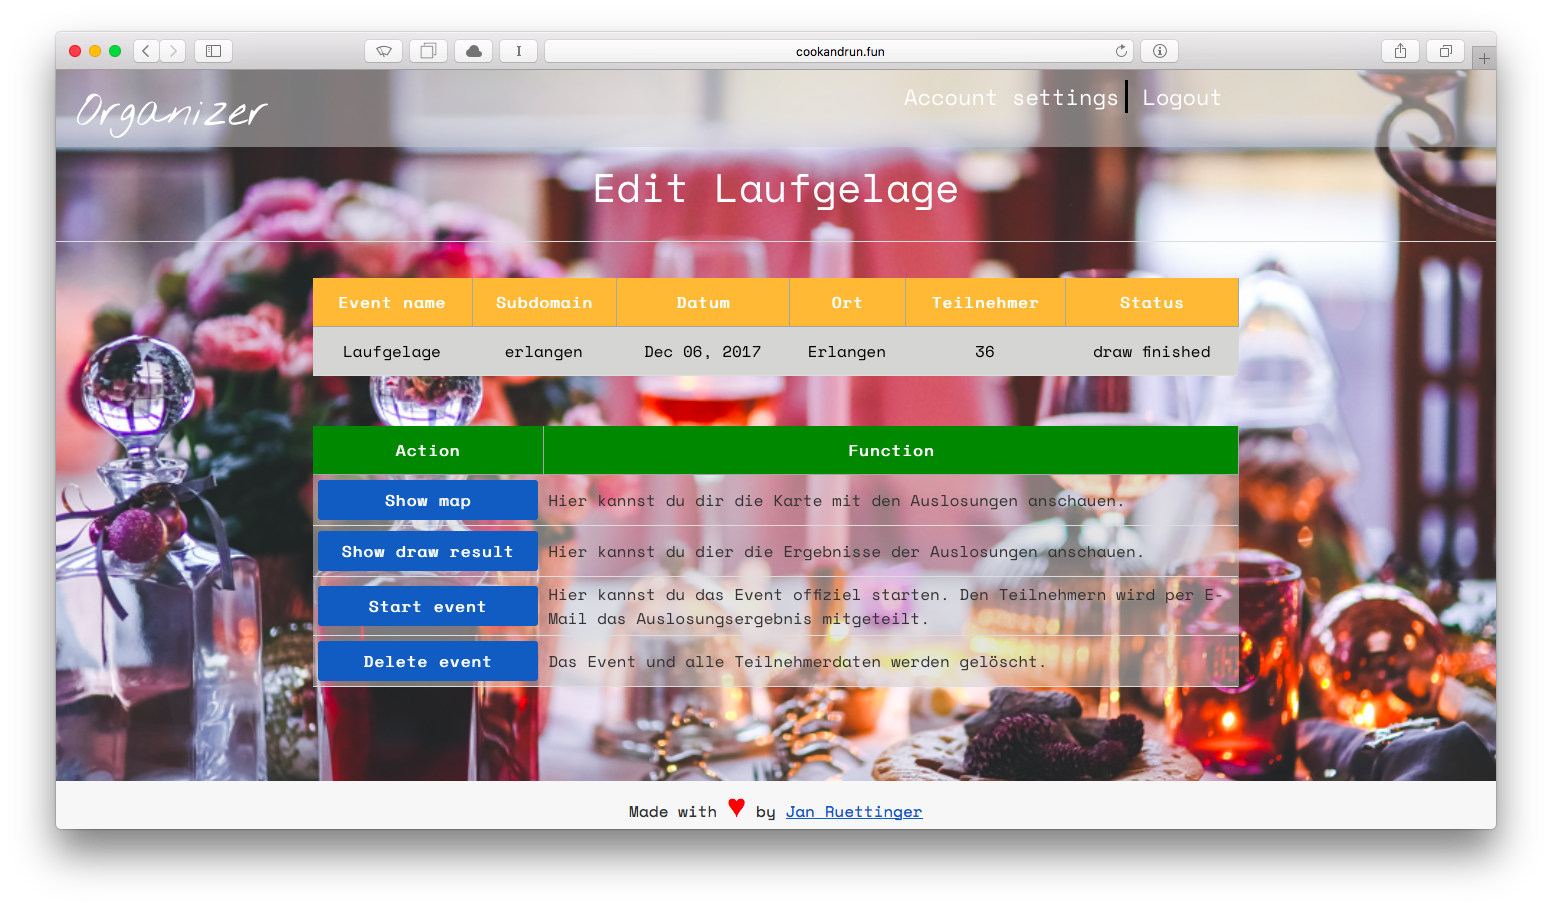 cookandrun.fun
Organizer
Account settings Logout
Edit Laufgelage
Event name Subdomain Datum Ort Teilnehmer Status
Laufgelage erlangen Dec 06, 2017 Erlangen 36 draw finished
Action Function
Show map Hier kannst du dir die Karte mit den Auslosungen anschauen.
Show draw result Hier kannst du dier die Ergebnisse der Auslosungen anschauen.
Start event Hier kannst du das Event offiziel starten. Den Teilnehmern wird per E-
Mail das Auslosungsergebnis mitgeteilt.
Delete event Das Event und alle Teilnehmerdaten werden gelöscht.
Made with ♥ by Jan Ruettinger